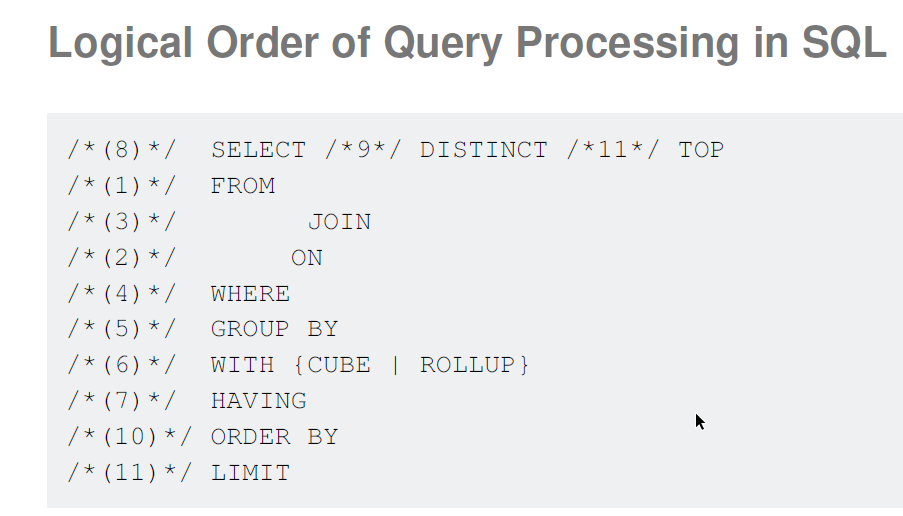 Logical Order of Query Processing in SQL
/*(8)*/  SELECT /*9*/ DISTINCT /*11*/ TOP
/*(1)*/  FROM
/*(3)*/        JOIN
/*(2)*/       ON
/*(4)*/  WHERE
/*(5)*/  GROUP BY
/*(6)*/  WITH {CUBE | ROLLUP}
/*(7)*/  HAVING
/*(10)*/ ORDER BY
/*(11)*/ LIMIT